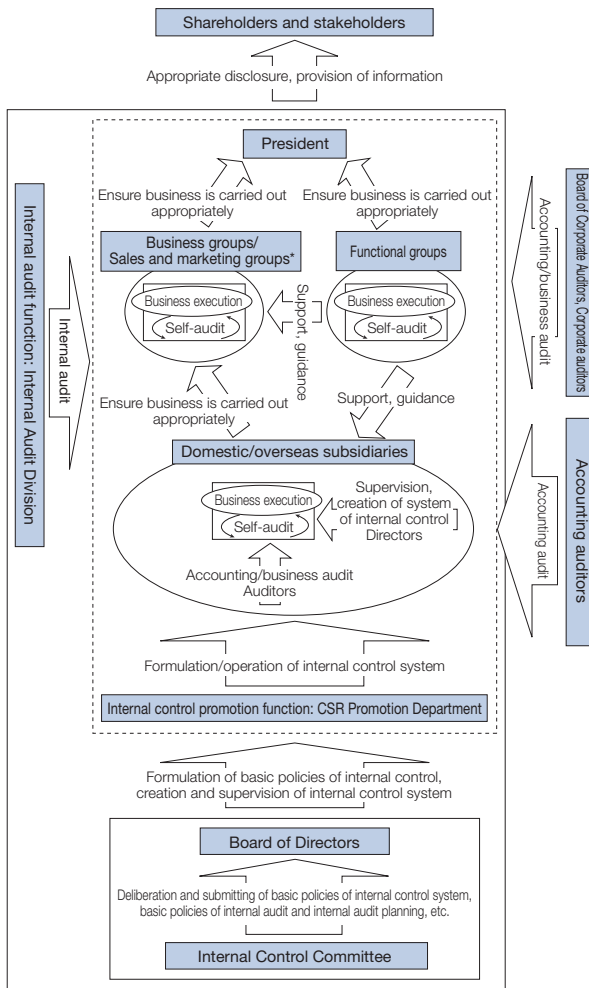 Shareholders and stakeholders
Appropriate disclosure, provision of information
President
Ensure business is carried out
appropriately
Ensure business is carried out
appropriately
Business groups/
Sales and marketing groups*
Functional groups
Business execution
Self-audit
Support, guidance
Business execution
Self-audit
Ensure business is carried out
appropriately
Support, guidance
Domestic/overseas subsidiaries
Business execution
Self-audit
Supervision,
creation of system
of internal control
Directors
Accounting/business audit
Auditors
Formulation/operation of internal control system
Internal control promotion function: CSR Promotion Department
Internal audit function: Internal Audit Division
Internal audit
Board of Corporate Auditors, Corporate auditors
Accounting/business audit
Accounting auditors
Accounting audit
Formulation of basic policies of internal control,
creation and supervision of internal control system
Board of Directors
Deliberation and submitting of basic policies of internal control system,
basic policies of internal audit and internal audit planning, etc.
Internal Control Committee